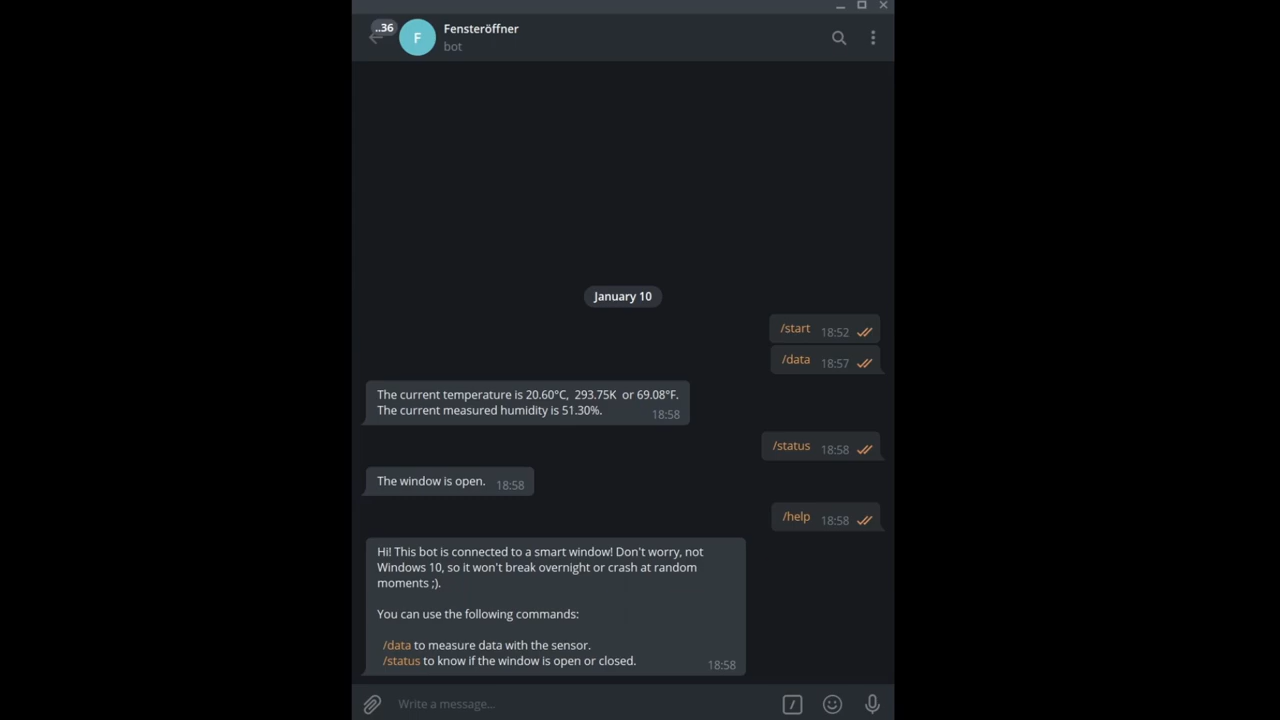 ..36
F
Fensteröffner
bot
January 10
/start 18:52
/data 18:57
The current temperature is 20.60°C, 293.75K or 69.08°F.
The current measured humidity is 51.30%. 18:58
/status 18:58
The window is open. 18:58
/help 18:58
Hi! This bot is connected to a smart window! Don't worry, not
Windows 10, so it won't break overnight or crash at random
moments ;).
You can use the following commands:
/data to measure data with the sensor.
/status to know if the window is open or closed. 18:58
Write a message...